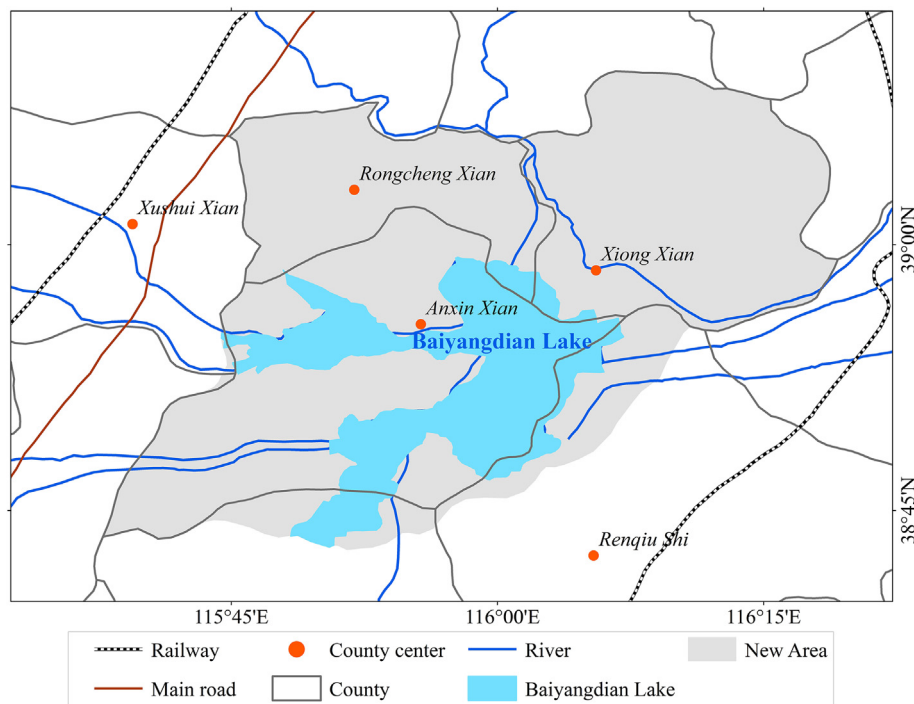 Rongcheng Xian
Xushui Xian
Xiong Xian
Anxin Xian
Baiyangdian Lake
Renqiu Shi
39°00'N
38°45'N
115°45'E
116°00'E
116°15'E
Railway
County center
River
New Area
Main road
County
Baiyangdian Lake